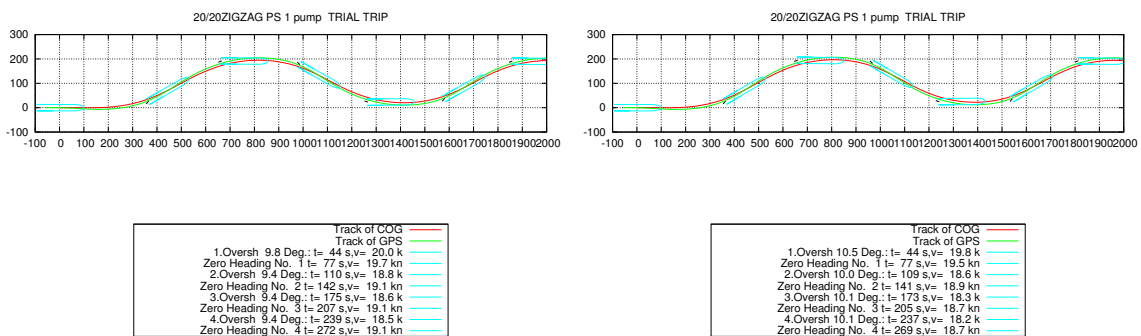 20/20ZIGZAG PS 1 pump  TRIAL TRIP
300
200
100
0
-100
-100 0 100 200 300 400 500 600 700 800 900 1000 1100 1200 1300 1400 1500 1600 1700 1800 1900 2000
Track of COG
Track of GPS
1.Oversh  9.8 Deg.: t=  44 s,v=  20.0 k
Zero Heading No.  1 t=  77 s,v=  19.7 kn
2.Oversh  9.4 Deg.: t= 110 s,v=  18.8 k
Zero Heading No.  2 t= 142 s,v=  19.1 kn
3.Oversh  9.4 Deg.: t= 175 s,v=  18.6 k
Zero Heading No.  3 t= 207 s,v=  19.1 kn
4.Oversh  9.4 Deg.: t= 239 s,v=  18.5 k
Zero Heading No.  4 t= 272 s,v=  19.1 kn
20/20ZIGZAG PS 1 pump  TRIAL TRIP
300
200
100
0
-100
-100 0 100 200 300 400 500 600 700 800 900 1000 1100 1200 1300 1400 1500 1600 1700 1800 1900 2000
Track of COG
Track of GPS
1.Oversh 10.5 Deg.: t=  44 s,v=  19.8 k
Zero Heading No.  1 t=  77 s,v=  19.5 kn
2.Oversh 10.0 Deg.: t= 109 s,v=  18.6 k
Zero Heading No.  2 t= 141 s,v=  18.9 kn
3.Oversh 10.1 Deg.: t= 173 s,v=  18.3 k
Zero Heading No.  3 t= 205 s,v=  18.7 kn
4.Oversh 10.1 Deg.: t= 237 s,v=  18.2 k
Zero Heading No.  4 t= 269 s,v=  18.7 kn